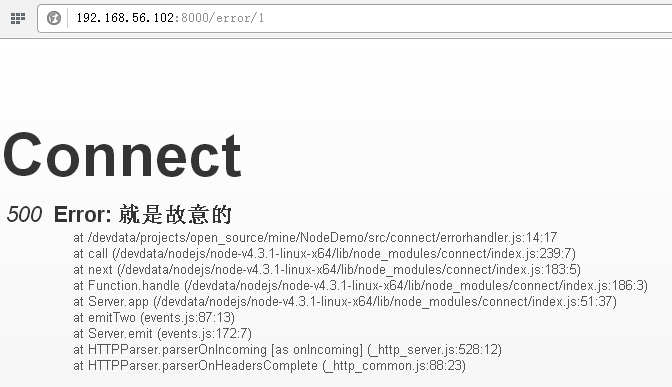 192.168.56.102:8000/error/1
Connect
500 Error: 就是故意的
at /devdata/projects/open_source/mine/NodeDemo/src/connect/errorhandler.js:14:17
at call (/devdata/nodejs/node-v4.3.1-linux-x64/lib/node_modules/connect/index.js:239:7)
at next (/devdata/nodejs/node-v4.3.1-linux-x64/lib/node_modules/connect/index.js:183:5)
at Function.handle (/devdata/nodejs/node-v4.3.1-linux-x64/lib/node_modules/connect/index.js:186:3)
at Server.app (/devdata/nodejs/node-v4.3.1-linux-x64/lib/node_modules/connect/index.js:51:37)
at emitTwo (events.js:87:13)
at Server.emit (events.js:172:7)
at HTTPParser.parserOnIncoming [as onIncoming] (_http_server.js:528:12)
at HTTPParser.parserOnHeadersComplete (_http_common.js:88:23)